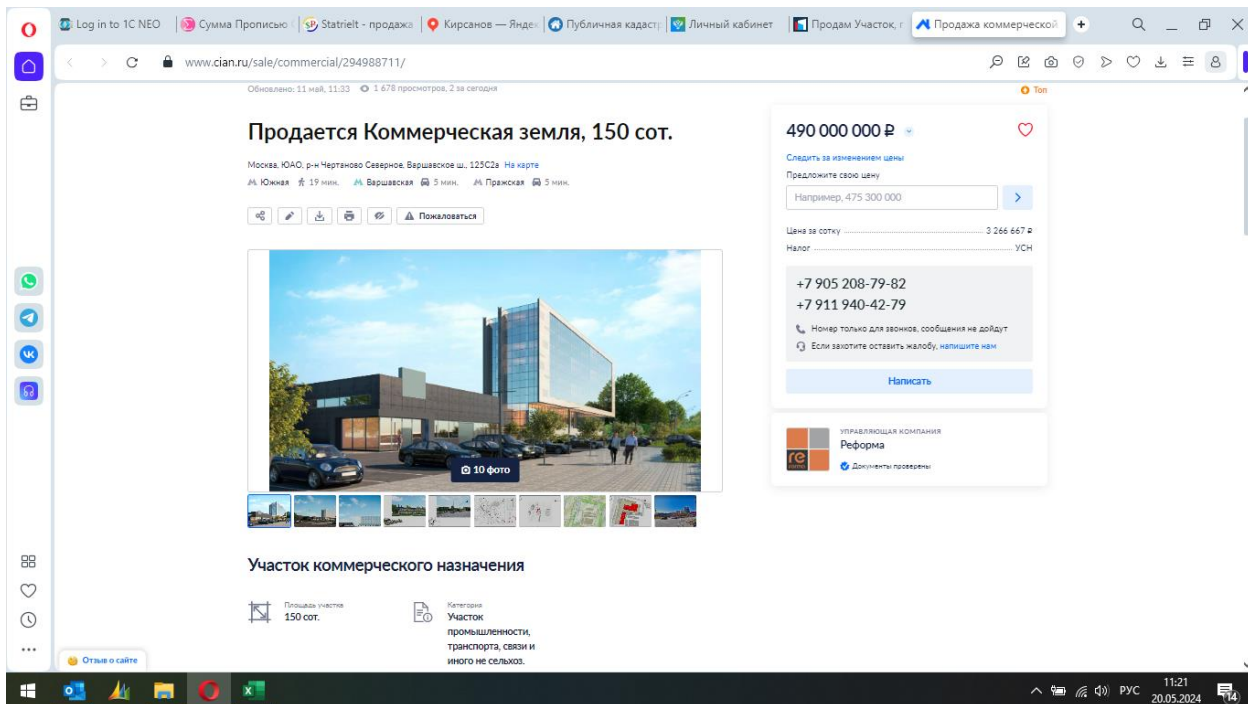 Log in to 1C NEO
Сумма Прописью
Statrielt - продажа
Кирсанов — Янде
Публичная кадастр
Личный кабинет
Продам Участок, г
Продажа коммерческой
www.cian.ru/sale/commercial/294988711/
Обновлено: 11 май, 11:33 1 678 просмотров, 2 за сегодня
Топ
Продается Коммерческая земля, 150 сот.
Москва, ЮАО, р-н Чертаново Северное, Варшавское ш., 125С2а На карте
Южная 19 мин. Варшавская 5 мин. Пражская 5 мин.
Пожаловаться
10 фото
490 000 000 ₽
Следить за изменением цены
Предложите свою цену
Например, 475 300 000
Цена за сотку 3 266 667 ₽
Налог УСН
+7 905 208-79-82
+7 911 940-42-79
Номер только для звонков, сообщения не дойдут
Если захотите оставить жалобу, напишите нам
Написать
УПРАВЛЯЮЩАЯ КОМПАНИЯ
Реформа
Документы проверены
Участок коммерческого назначения
Площадь участка
150 сот.
Категория
Участок
промышленности,
транспорта, связи и
иного не сельхоз.
Отзыв о сайте
РУС
11:21
20.05.2024
14